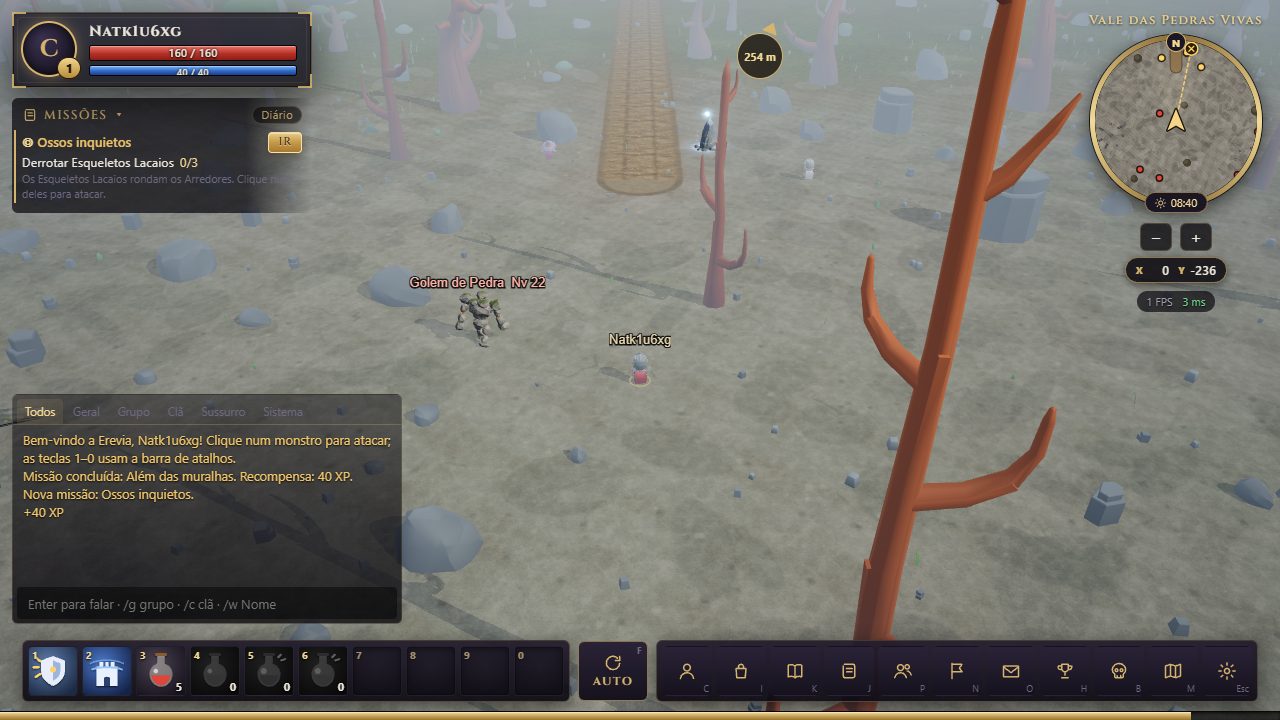 C
1
Natk1u6xg
160 / 160
40 / 40
MISSÕES
Diário
Ossos inquietos
IR
Derrotar Esqueletos Lacaios 0/3
Os Esqueletos Lacaios rondam os Arredores. Clique
deles para atacar.
254 m
Vale das Pedras Vivas
N
08:40
− +
X 0 Y -236
1 FPS 3 ms
Golem de Pedra Nv 22
Natk1u6xg
Todos Geral Grupo Clã Sussurro Sistema
Bem-vindo a Erevia, Natk1u6xg! Clique num monstro para atacar;
as teclas 1–0 usam a barra de atalhos.
Missão concluída: Além das muralhas. Recompensa: 40 XP.
Nova missão: Ossos inquietos.
+40 XP
Enter para falar · /g grupo · /c clã · /w Nome
1 2 3 4 5 6 7 8 9 0
5 0 0 0
F
AUTO
C I K J P N O H B M Esc